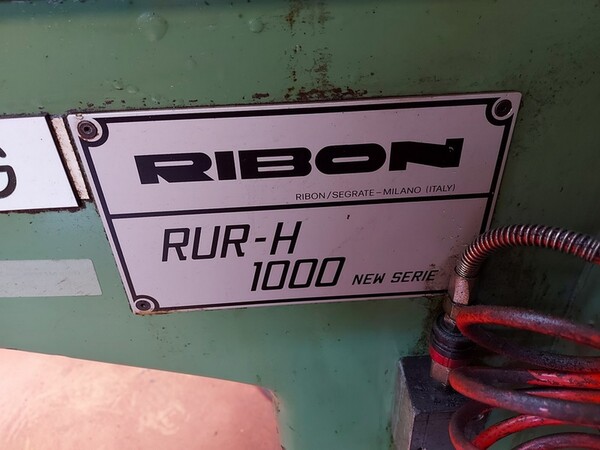 RIBON
RIBON/SEGRATE–MILANO (ITALY)
RUR-H
1000 NEW SERIE
G